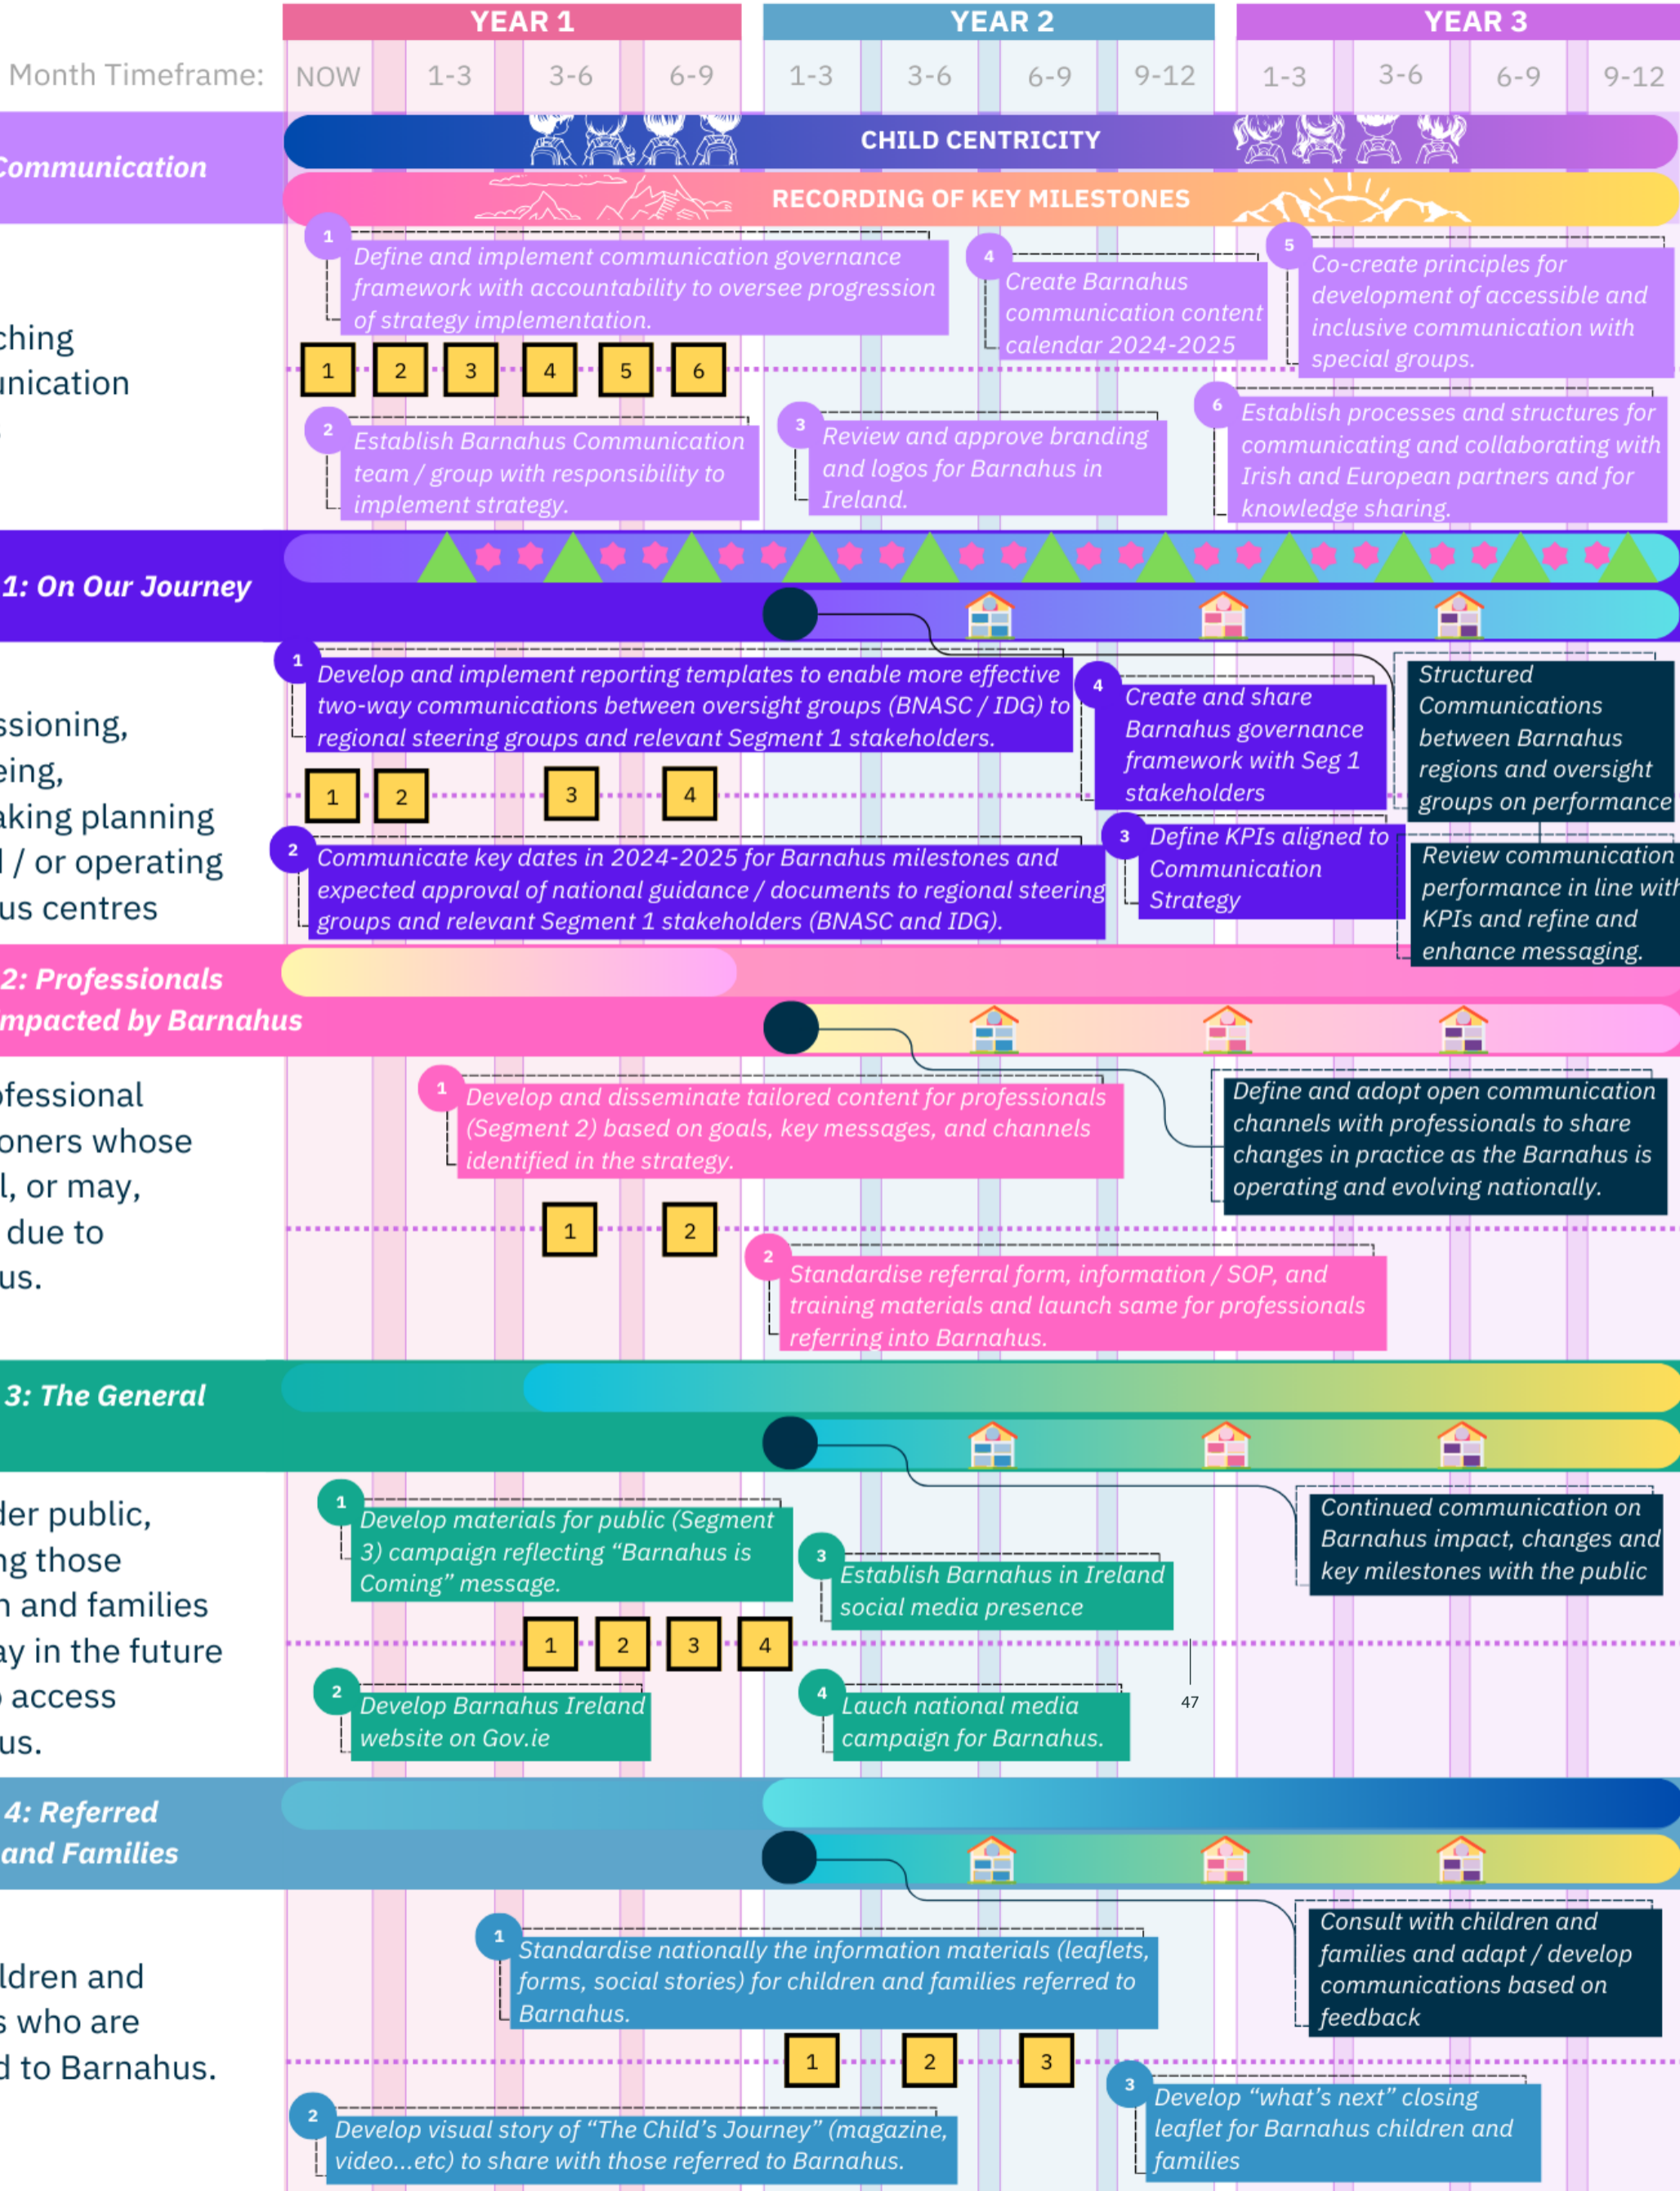 YEAR 1
YEAR 2
YEAR 3
Month Timeframe:
NOW
1-3
3-6
6-9
1-3
3-6
6-9
9-12
1-3
3-6
6-9
9-12
Communication
CHILD CENTRICITY
RECORDING OF KEY MILESTONES
1
Define and implement communication governance
framework with accountability to oversee progression
of strategy implementation.
4
Create Barnahus
communication content
calendar 2024-2025
5
Co-create principles for
development of accessible and
inclusive communication with
special groups.
ching
unication
1
2
3
4
5
6
2
Establish Barnahus Communication
team / group with responsibility to
implement strategy.
3
Review and approve branding
and logos for Barnahus in
Ireland.
6
Establish processes and structures for
communicating and collaborating with
Irish and European partners and for
knowledge sharing.
1: On Our Journey
1
Develop and implement reporting templates to enable more effective
two-way communications between oversight groups (BNASC / IDG) to
regional steering groups and relevant Segment 1 stakeholders.
4
Create and share
Barnahus governance
framework with Seg 1
stakeholders
Structured
Communications
between Barnahus
regions and oversight
groups on performance
ssioning,
eing,
aking planning
d / or operating
us centres
1
2
3
4
2
Communicate key dates in 2024-2025 for Barnahus milestones and
expected approval of national guidance / documents to regional steering
groups and relevant Segment 1 stakeholders (BNASC and IDG).
3
Define KPIs aligned to
Communication
Strategy
Review communication
performance in line with
KPIs and refine and
enhance messaging.
2: Professionals
mpacted by Barnahus
1
Develop and disseminate tailored content for professionals
(Segment 2) based on goals, key messages, and channels
identified in the strategy.
Define and adopt open communication
channels with professionals to share
changes in practice as the Barnahus is
operating and evolving nationally.
ofessional
oners whose
l, or may,
due to
us.
1
2
2
Standardise referral form, information / SOP, and
training materials and launch same for professionals
referring into Barnahus.
3: The General
1
Develop materials for public (Segment
3) campaign reflecting “Barnahus is
Coming” message.
3
Establish Barnahus in Ireland
social media presence
Continued communication on
Barnahus impact, changes and
key milestones with the public
der public,
ng those
n and families
ay in the future
o access
us.
1
2
3
4
2
Develop Barnahus Ireland
website on Gov.ie
4
Lauch national media
campaign for Barnahus.
47
4: Referred
and Families
1
Standardise nationally the information materials (leaflets,
forms, social stories) for children and families referred to
Barnahus.
Consult with children and
families and adapt / develop
communications based on
feedback
ldren and
s who are
d to Barnahus.
1
2
3
2
Develop visual story of “The Child’s Journey” (magazine,
video...etc) to share with those referred to Barnahus.
3
Develop “what’s next” closing
leaflet for Barnahus children and
families